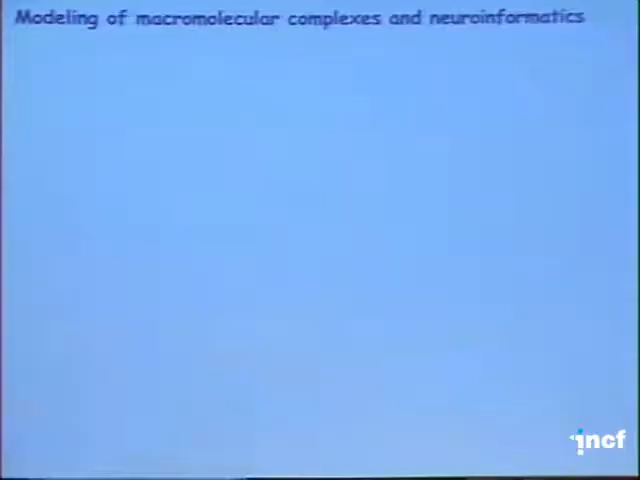 Modeling of macromolecular complexes and neuroinformatics
incf